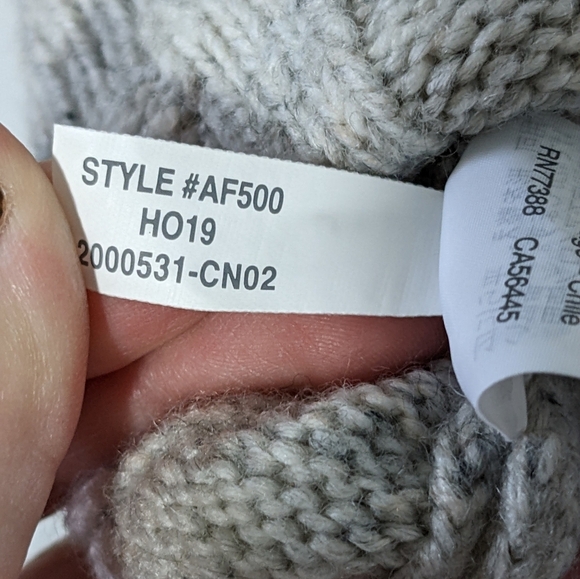 STYLE #AF500
HO19
2000531-CN02
RN77388 CA56445
Chile